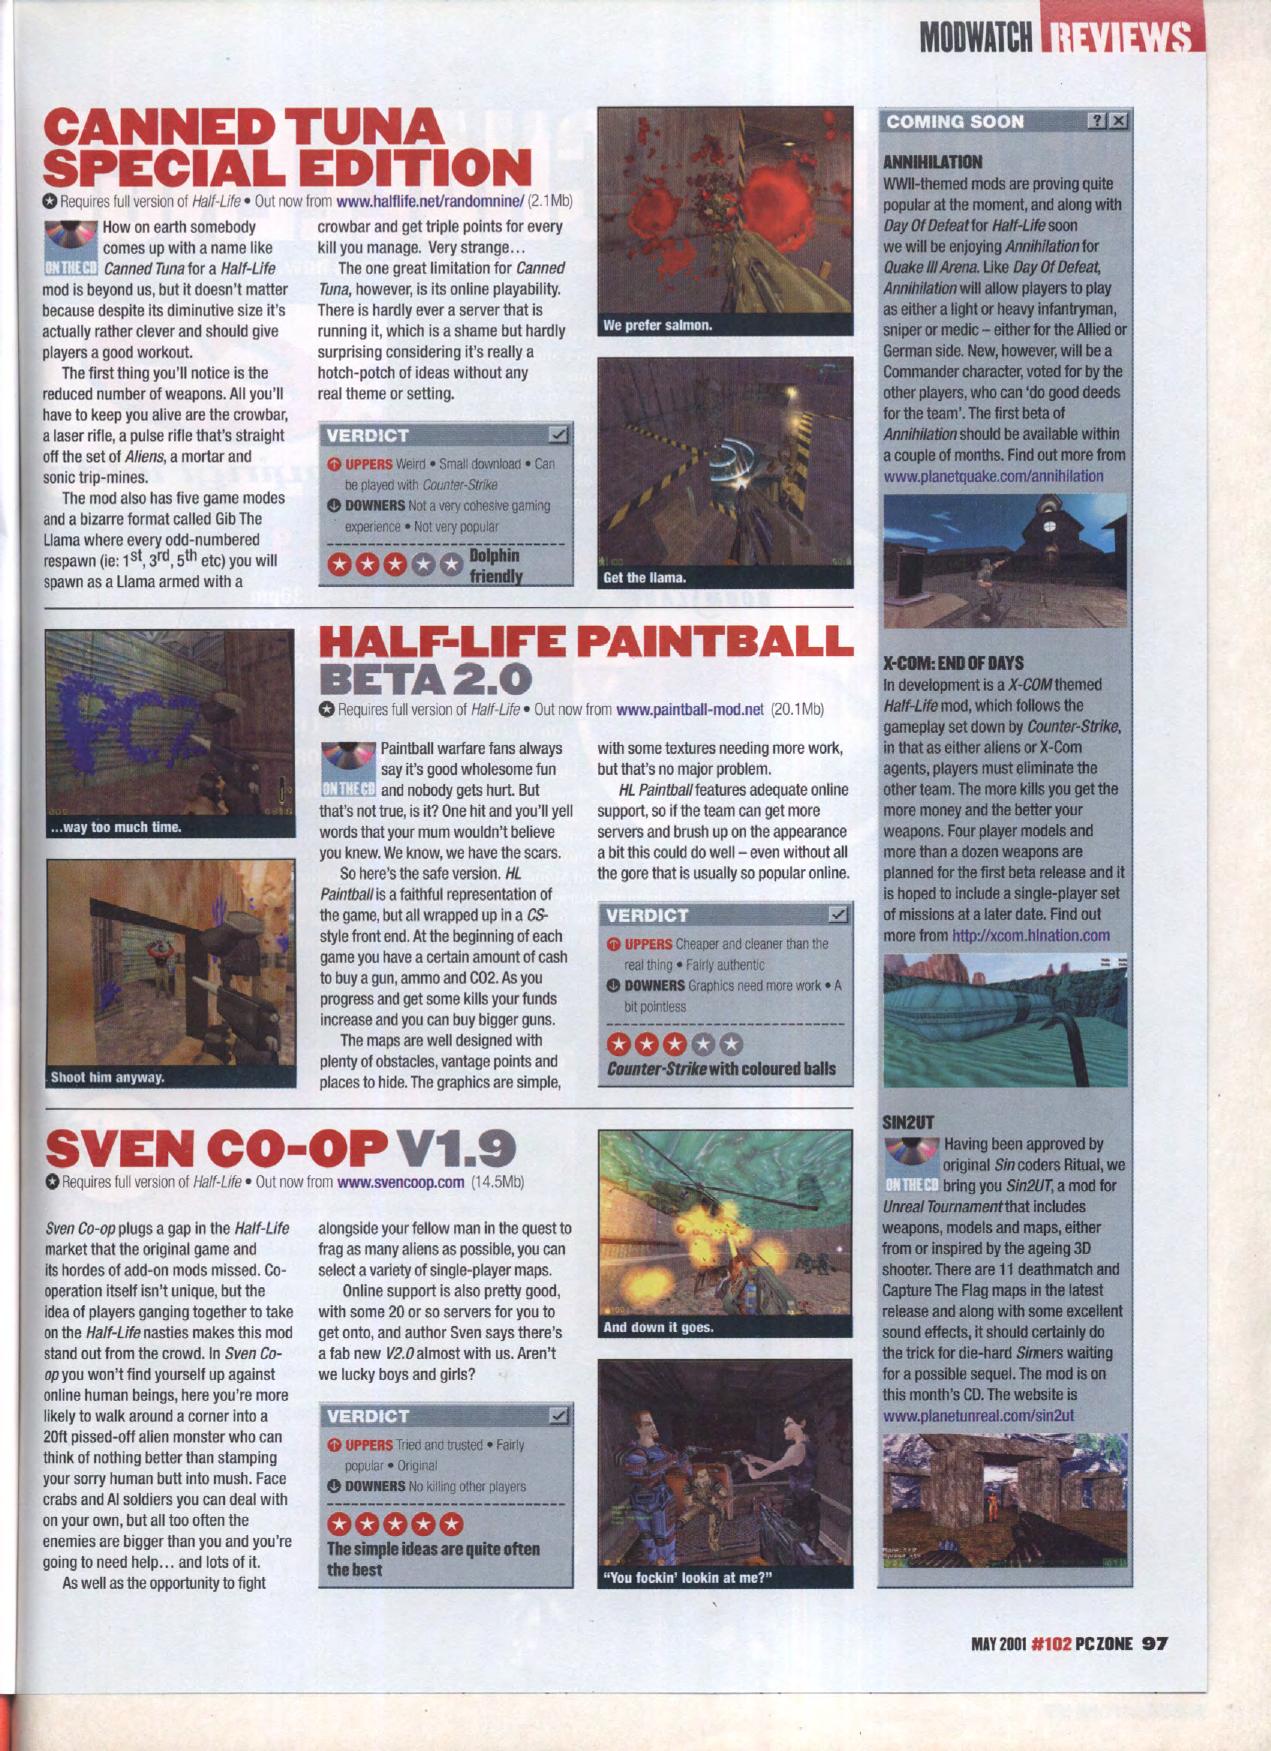 MODWATCH REVIEWS
CANNED TUNA
SPECIAL EDITION
Requires full version of Half-Life • Out now from www.halflife.net/randomnine/ (2.1Mb)
ON THE CD
How on earth somebody
comes up with a name like
Canned Tuna for a Half-Life
mod is beyond us, but it doesn't matter
because despite its diminutive size it's
actually rather clever and should give
players a good workout.
The first thing you'll notice is the
reduced number of weapons. All you'll
have to keep you alive are the crowbar,
a laser rifle, a pulse rifle that's straight
off the set of Aliens, a mortar and
sonic trip-mines.
The mod also has five game modes
and a bizarre format called Gib The
Llama where every odd-numbered
respawn (ie: 1st, 3rd, 5th etc) you will
spawn as a Llama armed with a
crowbar and get triple points for every
kill you manage. Very strange...
The one great limitation for Canned
Tuna, however, is its online playability.
There is hardly ever a server that is
running it, which is a shame but hardly
surprising considering it's really a
hotch-potch of ideas without any
real theme or setting.
VERDICT
UPPERS Weird • Small download • Can
be played with Counter-Strike
DOWNERS Not a very cohesive gaming
experience • Not very popular
Dolphin
friendly
We prefer salmon.
Get the llama.
PCZ
...way too much time.
Shoot him anyway.
HALF-LIFE PAINTBALL
BETA 2.0
Requires full version of Half-Life • Out now from www.paintball-mod.net (20.1Mb)
ON THE CD
Paintball warfare fans always
say it's good wholesome fun
and nobody gets hurt. But
that's not true, is it? One hit and you'll yell
words that your mum wouldn't believe
you knew. We know, we have the scars.
So here's the safe version. HL
Paintball is a faithful representation of
the game, but all wrapped up in a CS-
style front end. At the beginning of each
game you have a certain amount of cash
to buy a gun, ammo and CO2. As you
progress and get some kills your funds
increase and you can buy bigger guns.
The maps are well designed with
plenty of obstacles, vantage points and
places to hide. The graphics are simple,
with some textures needing more work,
but that's no major problem.
HL Paintball features adequate online
support, so if the team can get more
servers and brush up on the appearance
a bit this could do well – even without all
the gore that is usually so popular online.
VERDICT
UPPERS Cheaper and cleaner than the
real thing • Fairly authentic
DOWNERS Graphics need more work • A
bit pointless
Counter-Strike with coloured balls
SVEN CO-OP V1.9
Requires full version of Half-Life • Out now from www.svencoop.com (14.5Mb)
Sven Co-op plugs a gap in the Half-Life
market that the original game and
its hordes of add-on mods missed. Co-
operation itself isn't unique, but the
idea of players ganging together to take
on the Half-Life nasties makes this mod
stand out from the crowd. In Sven Co-
op you won't find yourself up against
online human beings, here you're more
likely to walk around a corner into a
20ft pissed-off alien monster who can
think of nothing better than stamping
your sorry human butt into mush. Face
crabs and AI soldiers you can deal with
on your own, but all too often the
enemies are bigger than you and you're
going to need help... and lots of it.
As well as the opportunity to fight
alongside your fellow man in the quest to
frag as many aliens as possible, you can
select a variety of single-player maps.
Online support is also pretty good,
with some 20 or so servers for you to
get onto, and author Sven says there's
a fab new V2.0 almost with us. Aren't
we lucky boys and girls?
VERDICT
UPPERS Tried and trusted • Fairly
popular • Original
DOWNERS No killing other players
The simple ideas are quite often
the best
And down it goes.
"You fockin' lookin at me?"
COMING SOON ? X
ANNIHILATION
WWII-themed mods are proving quite
popular at the moment, and along with
Day Of Defeat for Half-Life soon
we will be enjoying Annihilation for
Quake III Arena. Like Day Of Defeat,
Annihilation will allow players to play
as either a light or heavy infantryman,
sniper or medic – either for the Allied or
German side. New, however, will be a
Commander character, voted for by the
other players, who can 'do good deeds
for the team'. The first beta of
Annihilation should be available within
a couple of months. Find out more from
www.planetquake.com/annihilation
X-COM: END OF DAYS
In development is a X-COM themed
Half-Life mod, which follows the
gameplay set down by Counter-Strike,
in that as either aliens or X-Com
agents, players must eliminate the
other team. The more kills you get the
more money and the better your
weapons. Four player models and
more than a dozen weapons are
planned for the first beta release and it
is hoped to include a single-player set
of missions at a later date. Find out
more from http://xcom.hlnation.com
SIN2UT
ON THE CD
Having been approved by
original Sin coders Ritual, we
bring you Sin2UT, a mod for
Unreal Tournament that includes
weapons, models and maps, either
from or inspired by the ageing 3D
shooter. There are 11 deathmatch and
Capture The Flag maps in the latest
release and along with some excellent
sound effects, it should certainly do
the trick for die-hard Sinners waiting
for a possible sequel. The mod is on
this month's CD. The website is
www.planetunreal.com/sin2ut
MAY 2001 #102 PCZONE 97